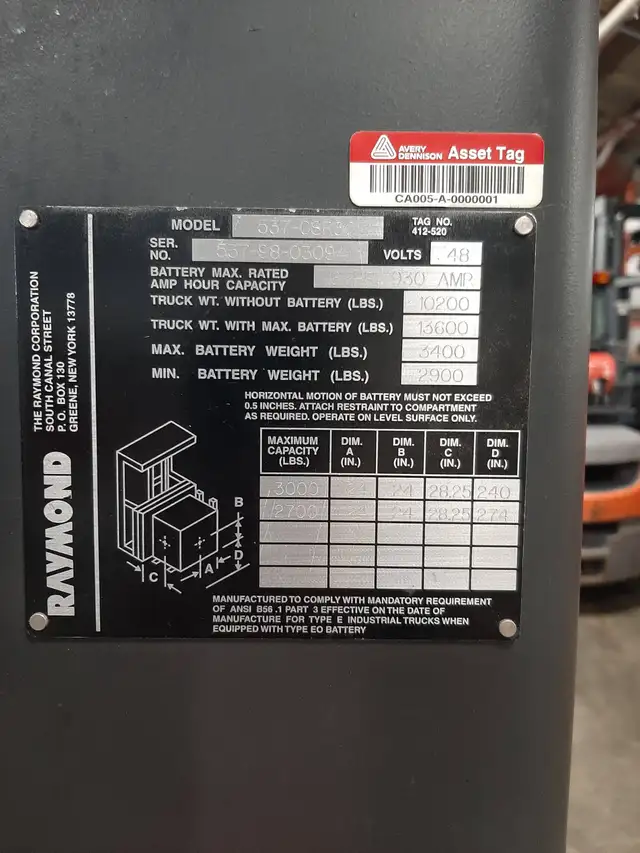 AVERY DENNISON Asset Tag
CA005-A-0000001
MODEL
TAG NO. 412-520
SER. NO. VOLTS 48
BATTERY MAX. RATED AMP HOUR CAPACITY 930 AMP
TRUCK WT. WITHOUT BATTERY (LBS.) 10200
TRUCK WT. WITH MAX. BATTERY (LBS.) 13600
MAX. BATTERY WEIGHT (LBS.) 3400
MIN. BATTERY WEIGHT (LBS.) 2900
HORIZONTAL MOTION OF BATTERY MUST NOT EXCEED
0.5 INCHES. ATTACH RESTRAINT TO COMPARTMENT
AS REQUIRED. OPERATE ON LEVEL SURFACE ONLY.
MAXIMUM CAPACITY (LBS.) DIM. A (IN.) DIM. B (IN.) DIM. C (IN.) DIM. D (IN.)
3000 24 24 28.25 240
2700 24 24 28.25 274
B
D
A
C
MANUFACTURED TO COMPLY WITH MANDATORY REQUIREMENT
OF ANSI B56.1 PART 3 EFFECTIVE ON THE DATE OF
MANUFACTURE FOR TYPE E INDUSTRIAL TRUCKS WHEN
EQUIPPED WITH TYPE EO BATTERY
RAYMOND
THE RAYMOND CORPORATION
SOUTH CANAL STREET
P. O. BOX 130
GREENE, NEW YORK 13778